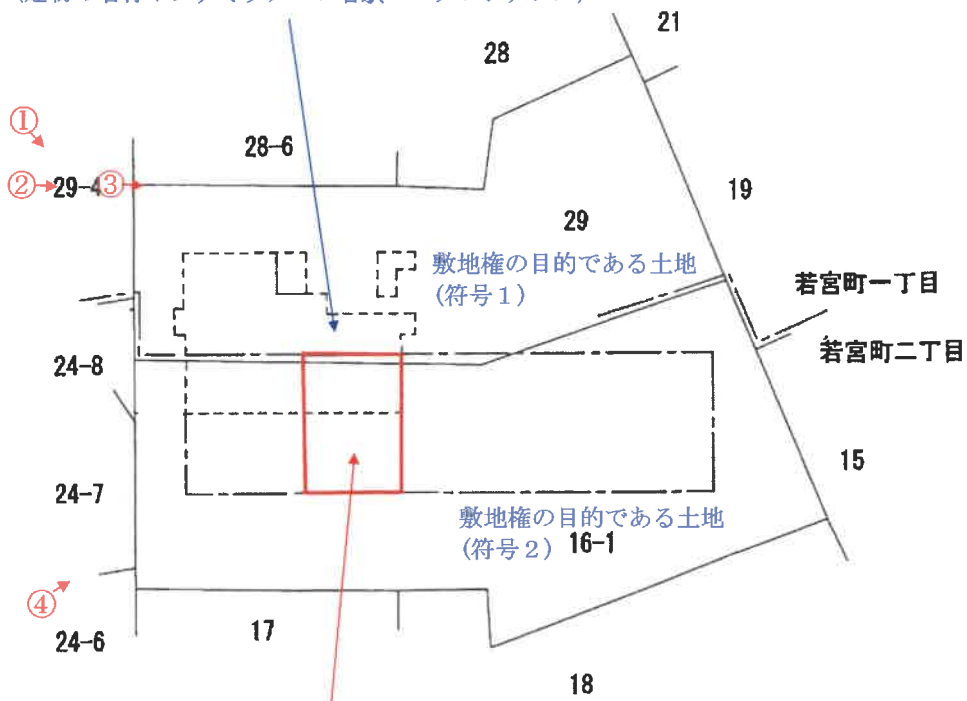 21
28
①
28-6
② 29-4 ③
19
29
敷地権の目的である土地
(符号1)
若宮町一丁目
若宮町二丁目
24-8
15
24-7
敷地権の目的である土地
(符号2) 16-1
④
24-6
17
18